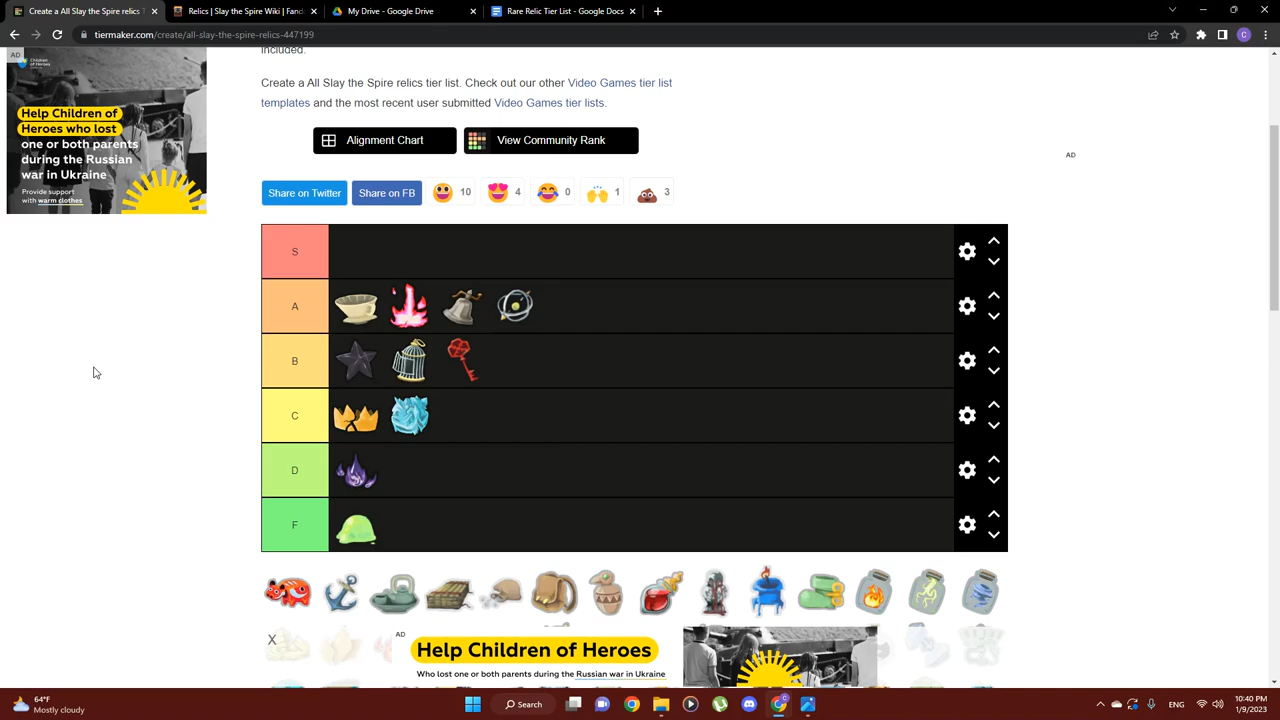 All Slay the Spire relics
Relics | Slay the Spire Wiki | Fando
My Drive - Google Drive
Relic Rank Tier List - Google Docs
tiermaker.com/create/all-slay-the-spire-relics-447199
AD
Children
of Heroes
Help Children of
Heroes who lost
one or both parents
during the Russian
war in Ukraine
Provide support
with warm clothes
included.
Create a All Slay the Spire relics tier list. Check out our other Video Games tier list
templates and the most recent user submitted Video Games tier lists.
Alignment Chart
View Community Rank
AD
Share on Twitter
Share on FB
10
4
0
1
3
S
A
B
C
D
F
X
AD
Help Children of Heroes
Who lost one or both parents during the Russian war in Ukraine
64°F
Mostly cloudy
Search
ENG
10:40 PM
1/9/2023